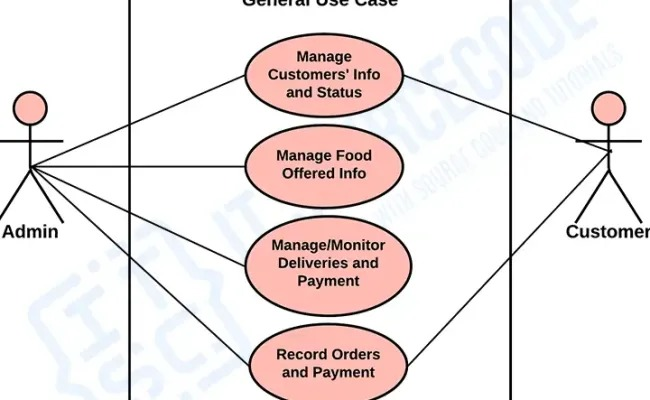 General Use Case
Manage
Customers' Info
and Status
Manage Food
Offered Info
Manage/Monitor
Deliveries and
Payment
Record Orders
and Payment
Admin
Customer